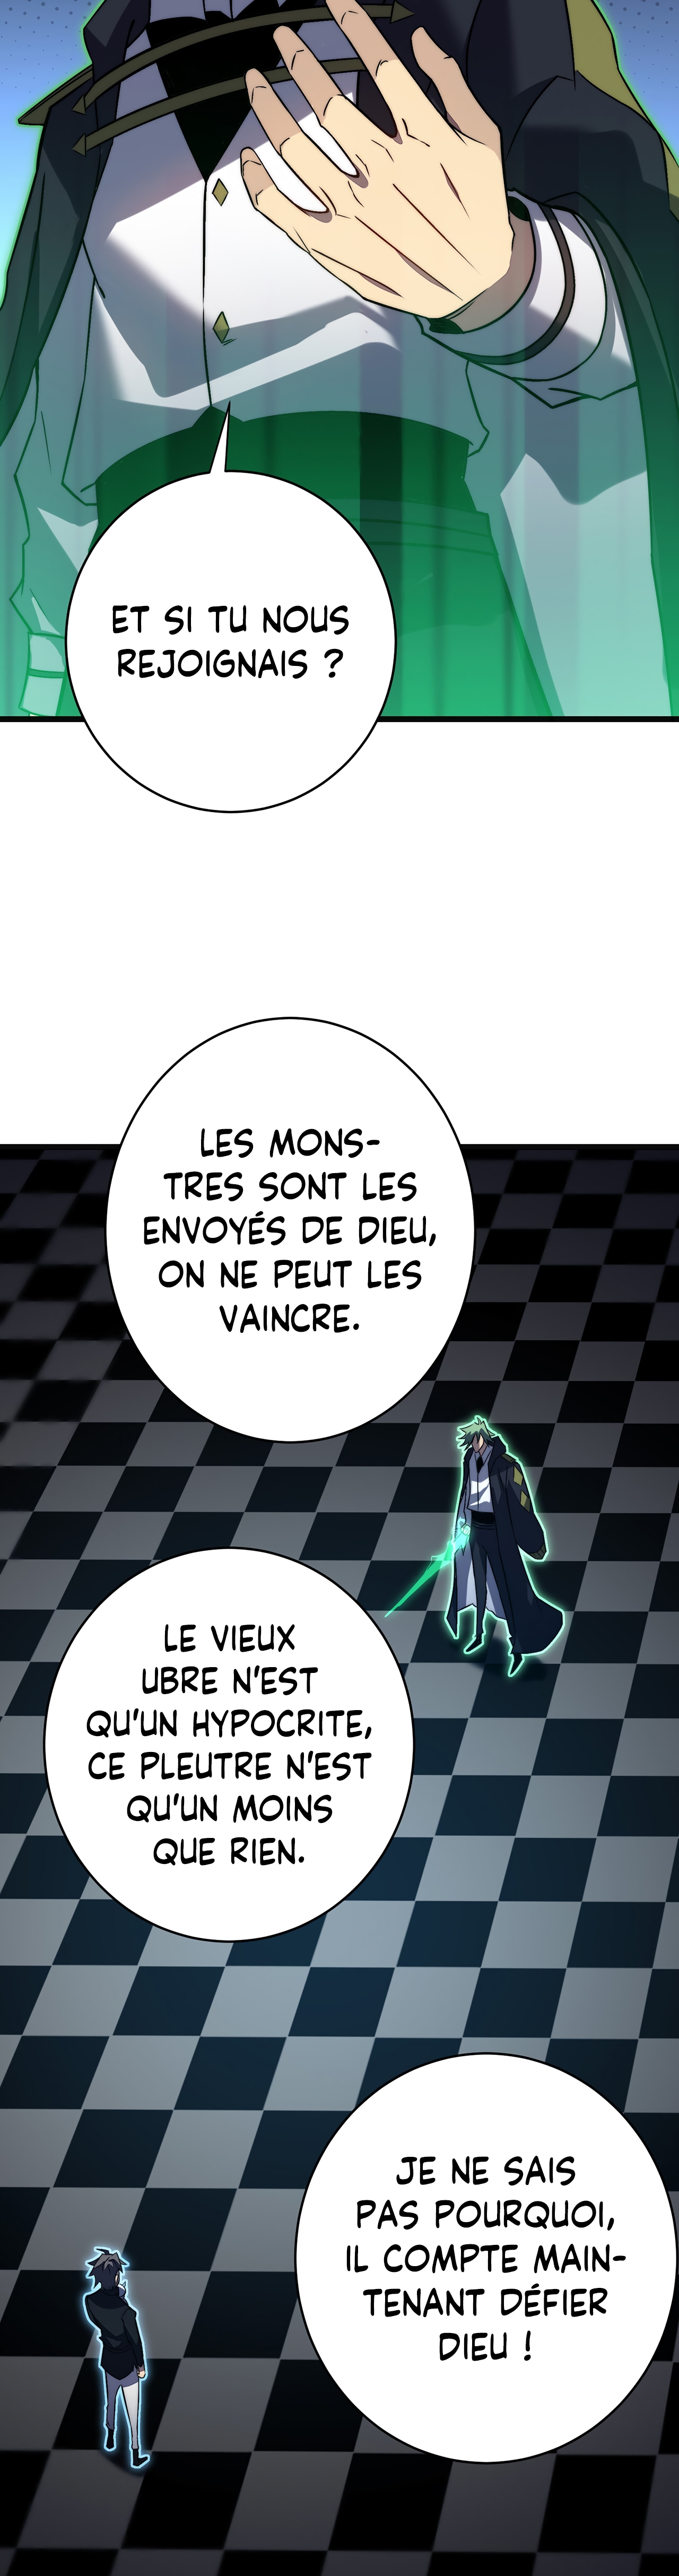 ET SI TU NOUS
REJOIGNAIS ?
LES MONS-
TRES SONT LES
ENVOYÉS DE DIEU,
ON NE PEUT LES
VAINCRE.
LE VIEUX
UBRE N'EST
QU'UN HYPOCRITE,
CE PLEUTRE N'EST
QU'UN MOINS
QUE RIEN.
JE NE SAIS
PAS POURQUOI,
IL COMPTE MAIN-
TENANT DÉFIER
DIEU !